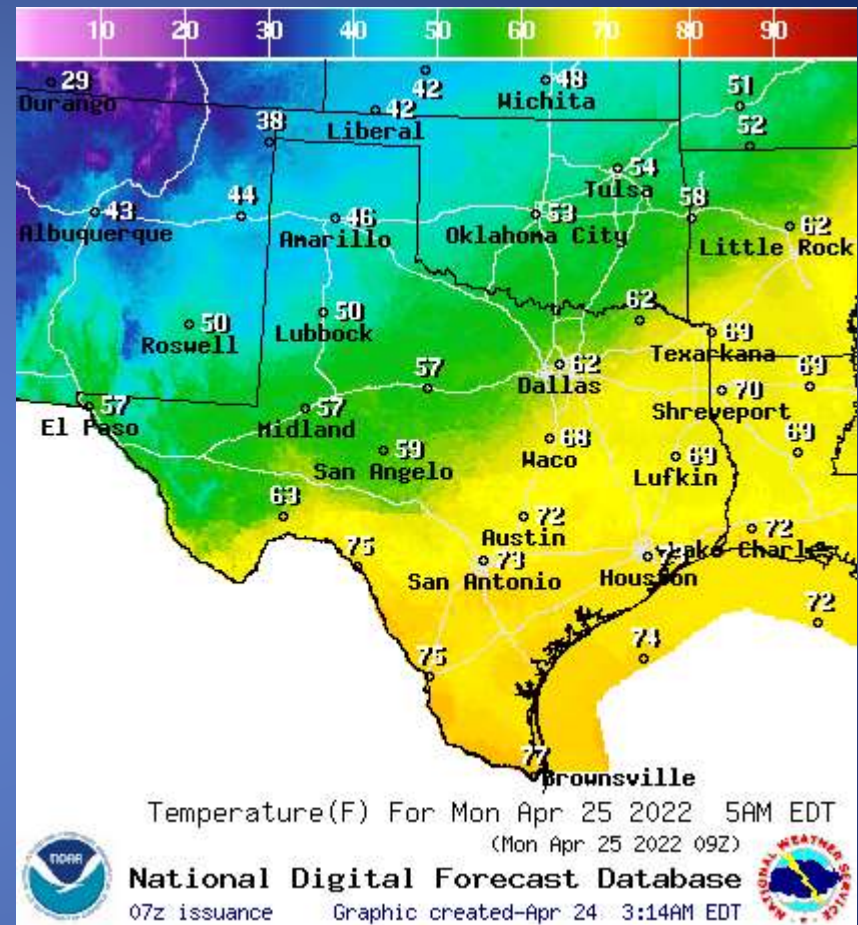 10 20 30 40 50 60 70 80 90
29
Durango
42
48
Wichita
51
42
Liberal
38
52
54
Tulsa
43
Albuquerque
44
46
Amarillo
53
Oklahoma City
58
62
Little Rock
50
Roswell
50
Lubbock
62
69
Texarkana
57
El Paso
57
Midland
57
62
Dallas
70
Shreveport
69
59
San Angelo
68
Waco
69
Lufkin
69
63
72
Austin
72
Lake
75
73
San Antonio
Houston
72
75
74
77
Brownsville
Temperature(F) For Mon Apr 25 2022 5AM EDT
(Mon Apr 25 2022 09Z)
NOAA
National Digital Forecast Database
07z issuance Graphic created-Apr 24 3:14AM EDT
NATIONAL WEATHER SERVICE